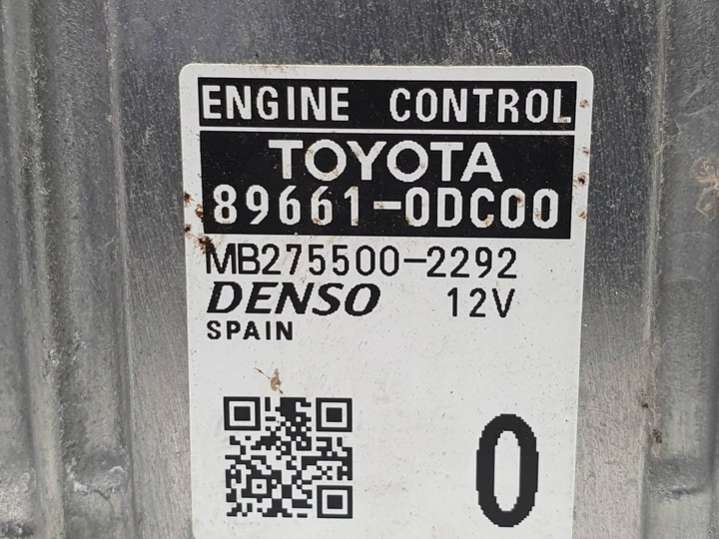 ENGINE CONTROL
TOYOTA
89661-0DC00
MB275500-2292
DENSO 12V
SPAIN
0